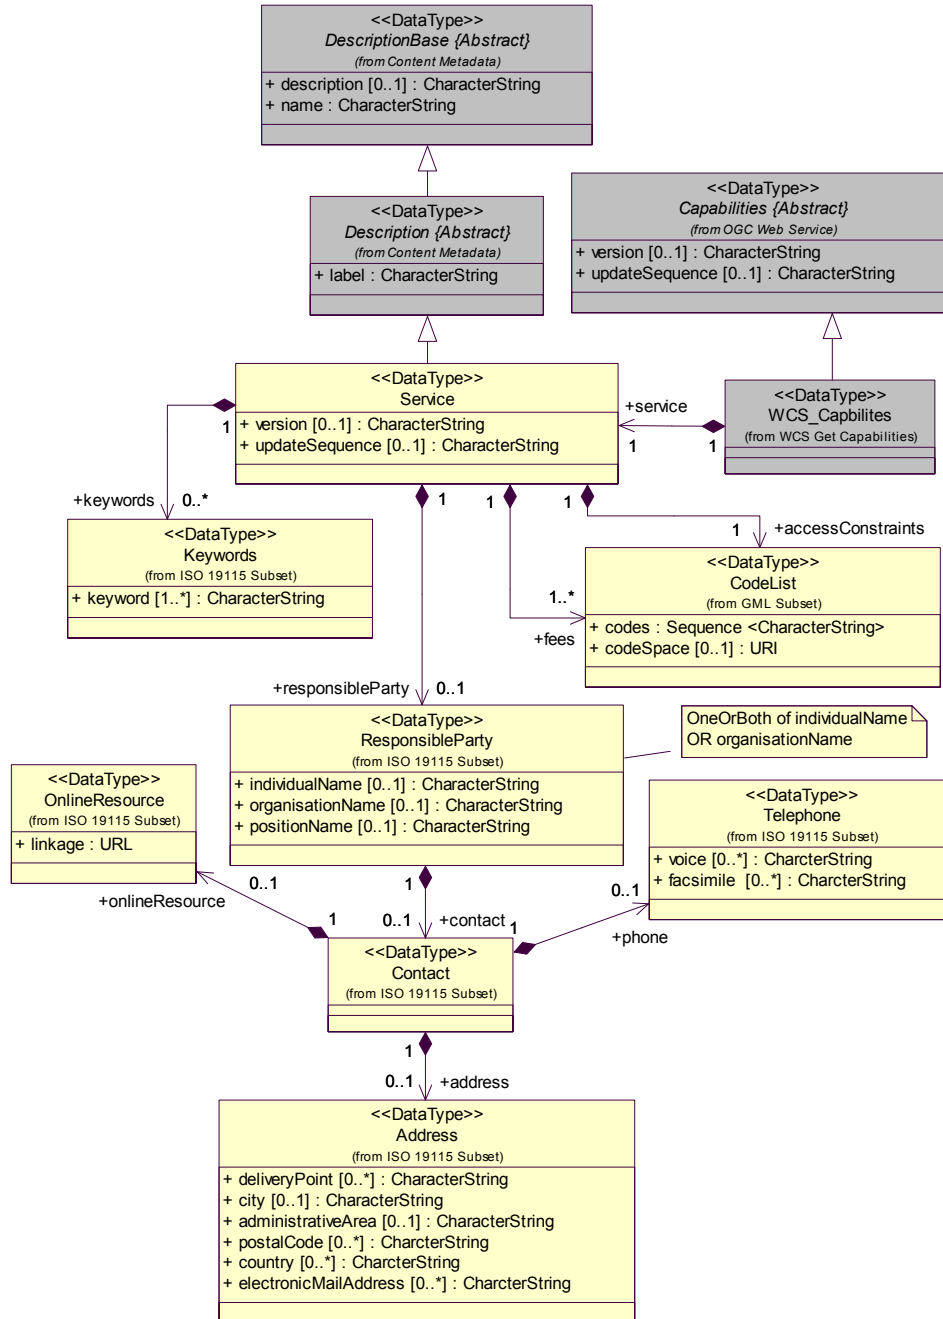 <<DataType>>
DescriptionBase {Abstract}
(from Content Metadata)
+ description [0..1] : CharacterString
+ name : CharacterString
<<DataType>>
Description {Abstract}
(from Content Metadata)
+ label : CharacterString
<<DataType>>
Capabilities {Abstract}
(from OGC Web Service)
+ version [0..1] : CharacterString
+ updateSequence [0..1] : CharacterString
<<DataType>>
Service
+ version [0..1] : CharacterString
+ updateSequence [0..1] : CharacterString
+service
1
1
<<DataType>>
WCS_Capbilites
(from WCS Get Capabilities)
1
+keywords
0..*
1
1
1
1
+accessConstraints
<<DataType>>
Keywords
(from ISO 19115 Subset)
+ keyword [1..*] : CharacterString
<<DataType>>
CodeList
(from GML Subset)
+ codes : Sequence <CharacterString>
+ codeSpace [0..1] : URI
1..*
+fees
+responsibleParty
0..1
<<DataType>>
ResponsibleParty
(from ISO 19115 Subset)
+ individualName [0..1] : CharacterString
+ organisationName [0..1] : CharacterString
+ positionName [0..1] : CharacterString
OneOrBoth of individualName
OR organisationName
<<DataType>>
OnlineResource
(from ISO 19115 Subset)
+ linkage : URL
<<DataType>>
Telephone
(from ISO 19115 Subset)
+ voice [0..*] : CharcterString
+ facsimile [0..*] : CharcterString
0..1
+onlineResource
1
1
0..1
+contact
1
0..1
+phone
<<DataType>>
Contact
(from ISO 19115 Subset)
1
0..1
+address
<<DataType>>
Address
(from ISO 19115 Subset)
+ deliveryPoint [0..*] : CharacterString
+ city [0..1] : CharacterString
+ administrativeArea [0..1] : CharacterString
+ postalCode [0..*] : CharcterString
+ country [0..*] : CharcterString
+ electronicMailAddress [0..*] : CharcterString